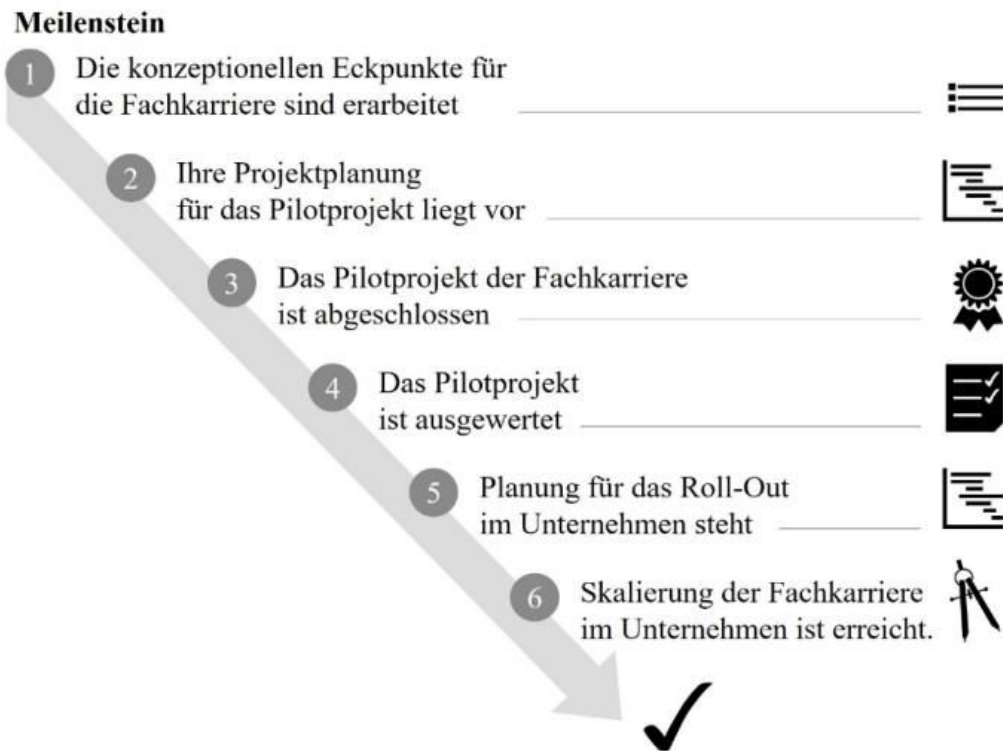 Meilenstein
1 Die konzeptionellen Eckpunkte für
die Fachkarriere sind erarbeitet
2 Ihre Projektplanung
für das Pilotprojekt liegt vor
3 Das Pilotprojekt der Fachkarriere
ist abgeschlossen
4 Das Pilotprojekt
ist ausgewertet
5 Planung für das Roll-Out
im Unternehmen steht
6 Skalierung der Fachkarriere
im Unternehmen ist erreicht.